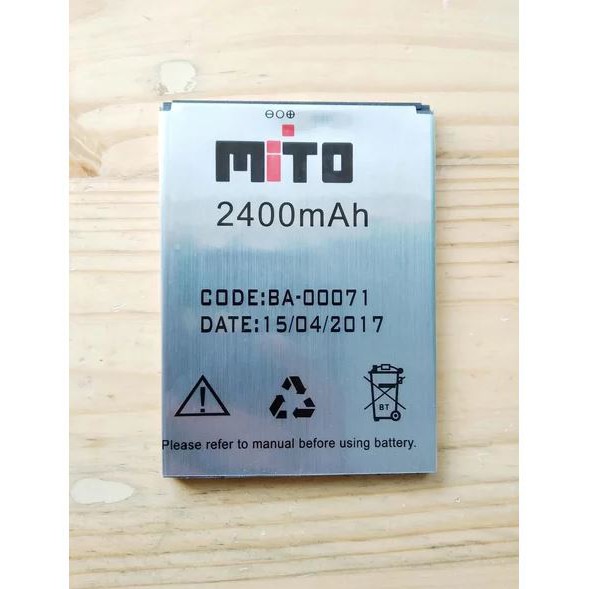 ⊖○⊕
MiTO
2400mAh
CODE:BA-00071
DATE:15/04/2017
BT
Please refer to manual before using battery.